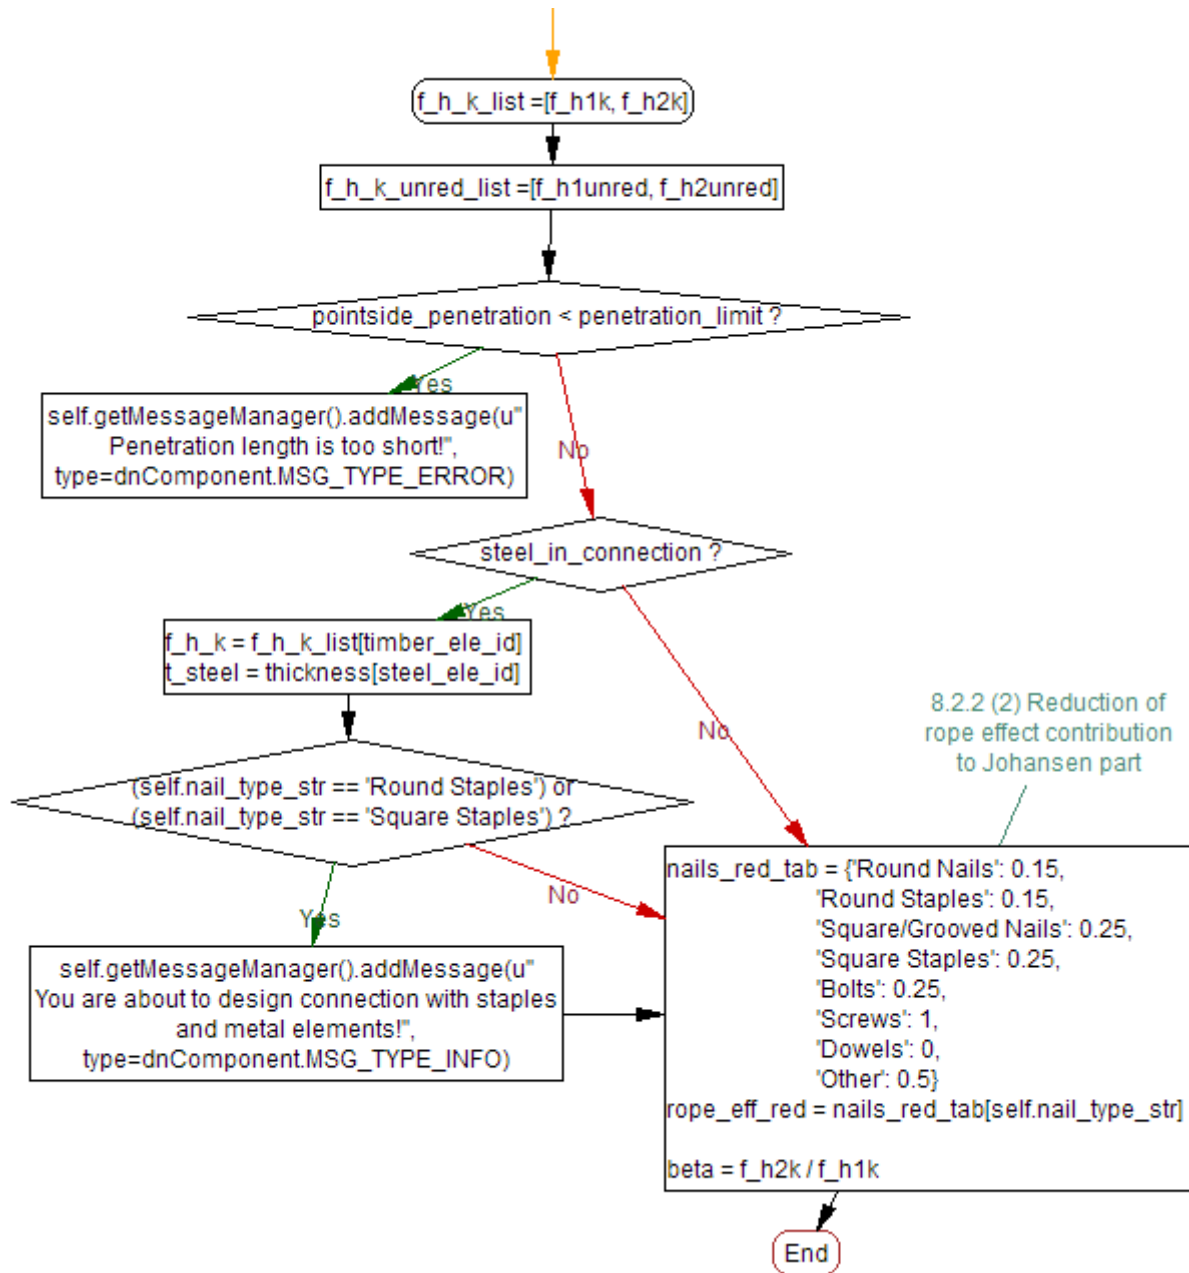 f_h_k_list =[f_h1k, f_h2k]
f_h_k_unred_list =[f_h1unred, f_h2unred]
pointside_penetration < penetration_limit ?
Yes
self.getMessageManager().addMessage(u"
Penetration length is too short!",
type=dnComponent.MSG_TYPE_ERROR)
No
steel_in_connection ?
Yes
f_h_k = f_h_k_list[timber_ele_id]
t_steel = thickness[steel_ele_id]
No
8.2.2 (2) Reduction of
rope effect contribution
to Johansen part
(self.nail_type_str == 'Round Staples') or
(self.nail_type_str == 'Square Staples') ?
Yes
No
self.getMessageManager().addMessage(u"
You are about to design connection with staples
and metal elements!",
type=dnComponent.MSG_TYPE_INFO)
nails_red_tab = {'Round Nails': 0.15,
'Round Staples': 0.15,
'Square/Grooved Nails': 0.25,
'Square Staples': 0.25,
'Bolts': 0.25,
'Screws': 1,
'Dowels': 0,
'Other': 0.5}
rope_eff_red = nails_red_tab[self.nail_type_str]
beta = f_h2k / f_h1k
End